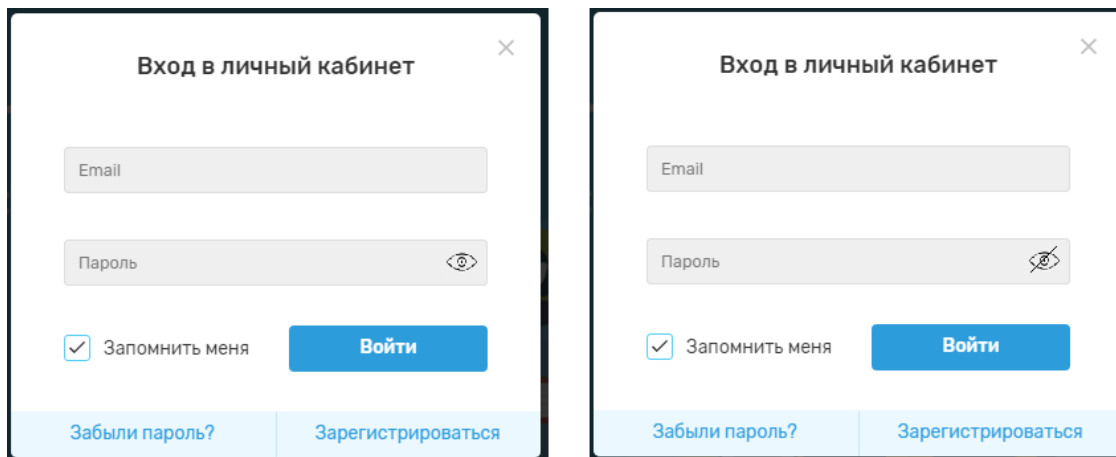 Вход в личный кабинет
Email
Пароль
Запомнить меня
Войти
Забыли пароль?
Зарегистрироваться
Вход в личный кабинет
Email
Пароль
Запомнить меня
Войти
Забыли пароль?
Зарегистрироваться